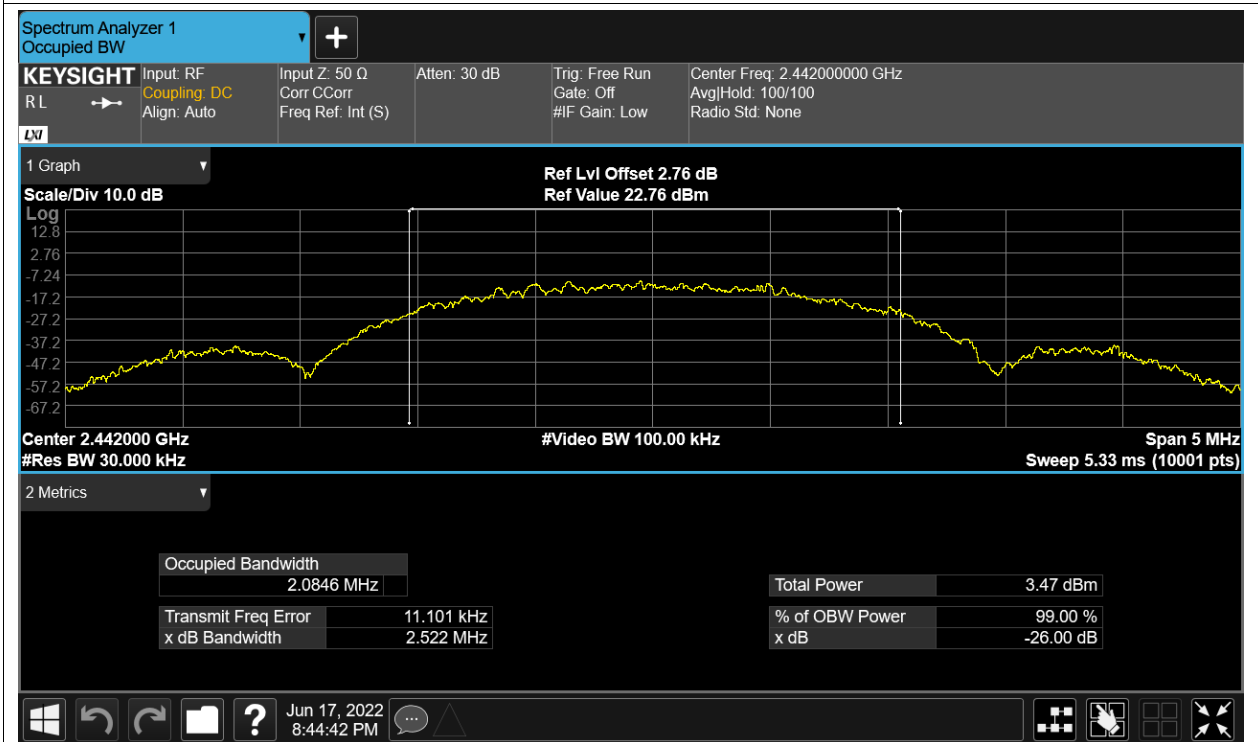 Spectrum Analyzer 1
Occupied BW
KEYSIGHT
R L
LXI
Input: RF
Coupling: DC
Align: Auto
Input Z: 50 Ω
Corr CCorr
Freq Ref: Int (S)
Atten: 30 dB
Trig: Free Run
Gate: Off
#IF Gain: Low
Center Freq: 2.442000000 GHz
Avg|Hold: 100/100
Radio Std: None
1 Graph
Scale/Div 10.0 dB
Ref Lvl Offset 2.76 dB
Ref Value 22.76 dBm
Log
12.8
2.76
-7.24
-17.2
-27.2
-37.2
-47.2
-57.2
-67.2
Center 2.442000 GHz
#Res BW 30.000 kHz
#Video BW 100.00 kHz
Span 5 MHz
Sweep 5.33 ms (10001 pts)
2 Metrics
Occupied Bandwidth
2.0846 MHz
Transmit Freq Error 11.101 kHz
x dB Bandwidth 2.522 MHz
Total Power 3.47 dBm
% of OBW Power 99.00 %
x dB -26.00 dB
?
Jun 17, 2022
8:44:42 PM